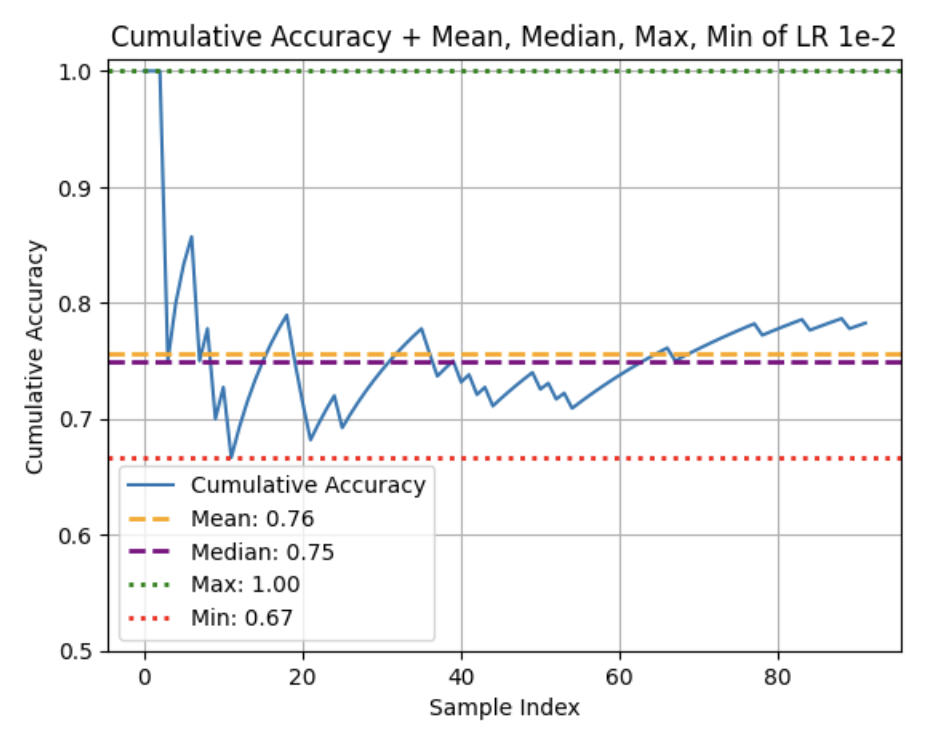 Cumulative Accuracy + Mean, Median, Max, Min of LR 1e-2
1.0
0.9
0.8
0.7
0.6
0.5
Cumulative Accuracy
Cumulative Accuracy
Mean: 0.76
Median: 0.75
Max: 1.00
Min: 0.67
0
20
40
60
80
Sample Index